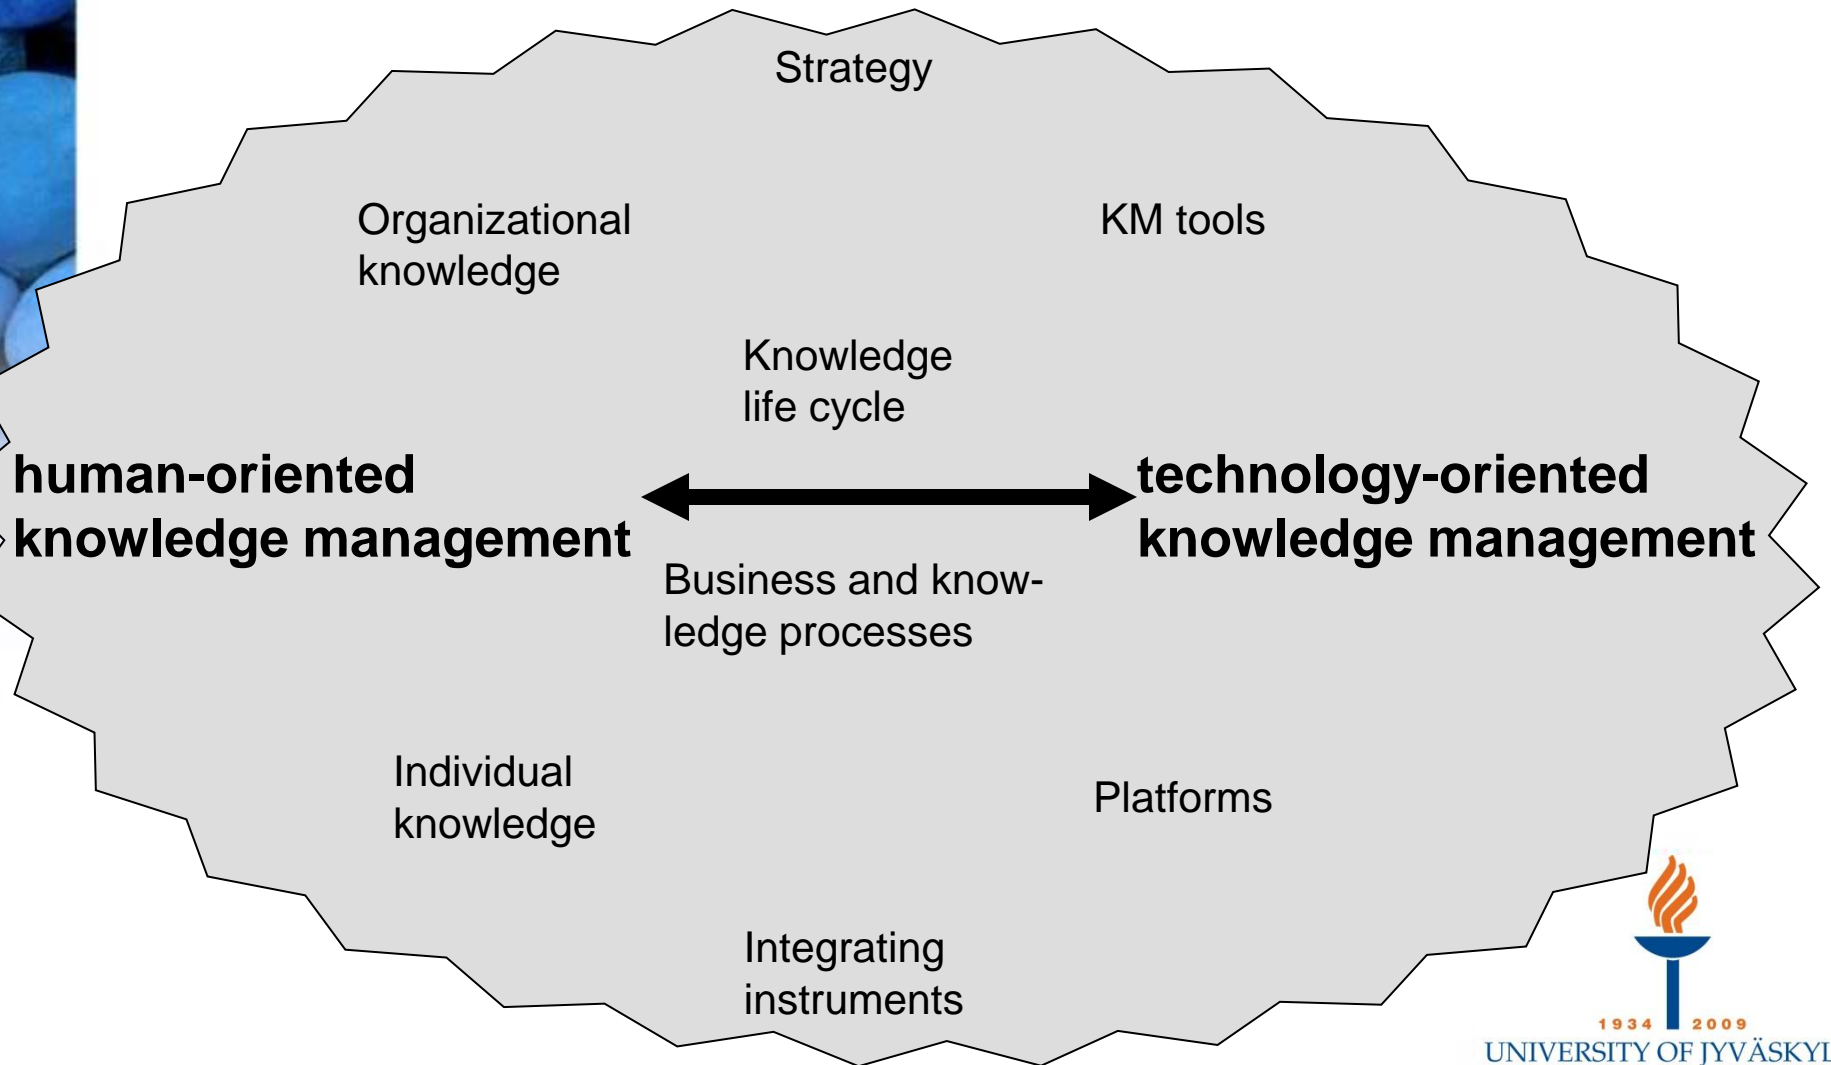 Strategy
Organizational
knowledge
KM tools
Knowledge
life cycle
human-oriented
knowledge management
technology-oriented
knowledge management
Business and know-
ledge processes
Individual
knowledge
Platforms
Integrating
instruments
1934 2009
UNIVERSITY OF JYVÄSKYL